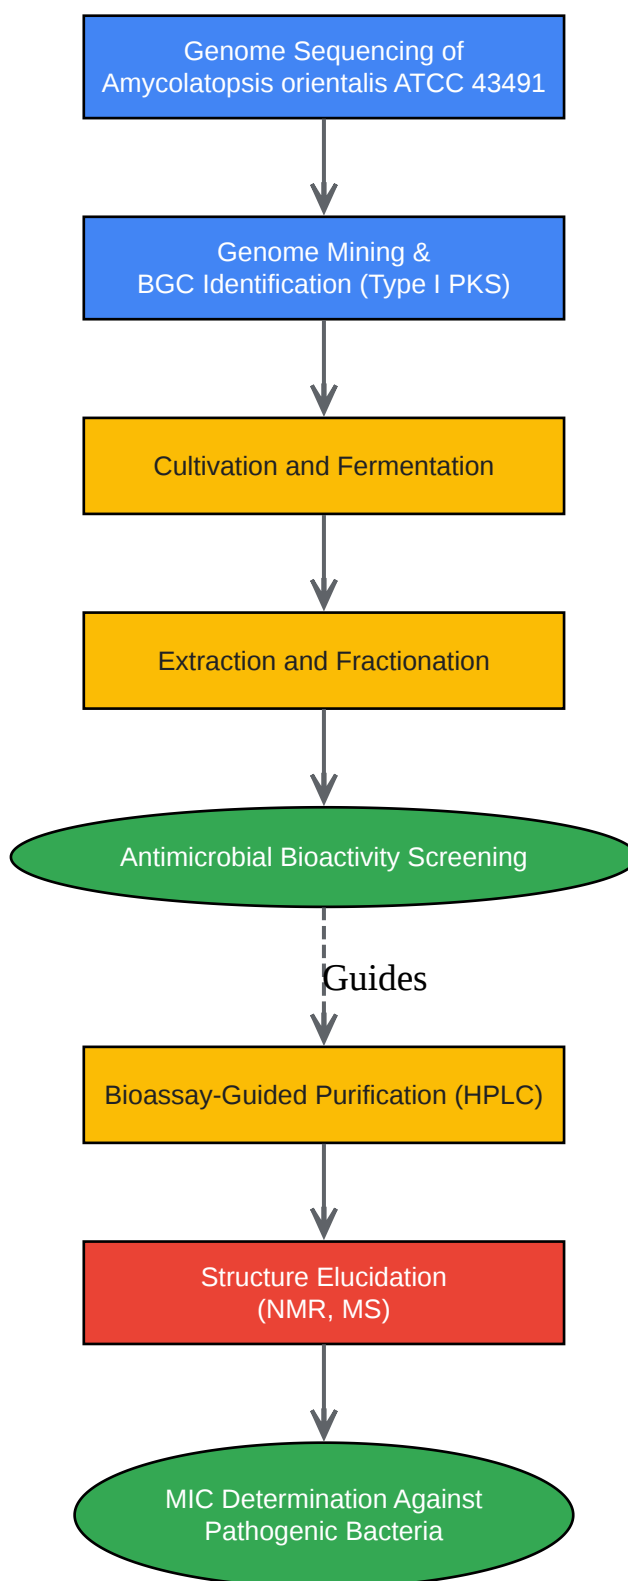 Genome Sequencing of
Amycolatopsis orientalis ATCC 43491
Genome Mining &
BGC Identification (Type I PKS)
Cultivation and Fermentation
Extraction and Fractionation
Antimicrobial Bioactivity Screening
Guides
Bioassay-Guided Purification (HPLC)
Structure Elucidation
(NMR, MS)
MIC Determination Against
Pathogenic Bacteria